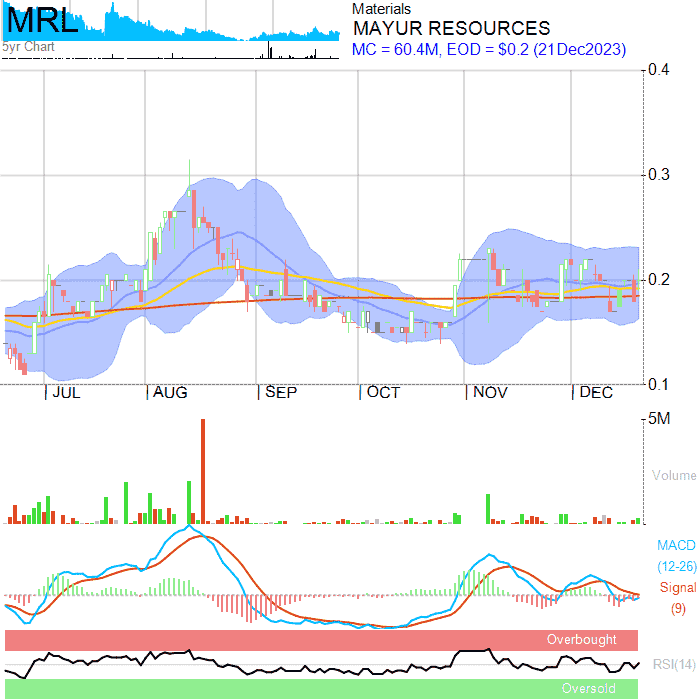 MRL
5yr Chart
Materials
MAYUR RESOURCES
MC = 60.4M, EOD = $0.2 (21Dec2023)
0.4
0.3
0.2
0.1
JUL AUG SEP OCT NOV DEC
5M
Volume
MACD
(12-26)
Signal
(9)
Overbought
RSI(14)
Oversold